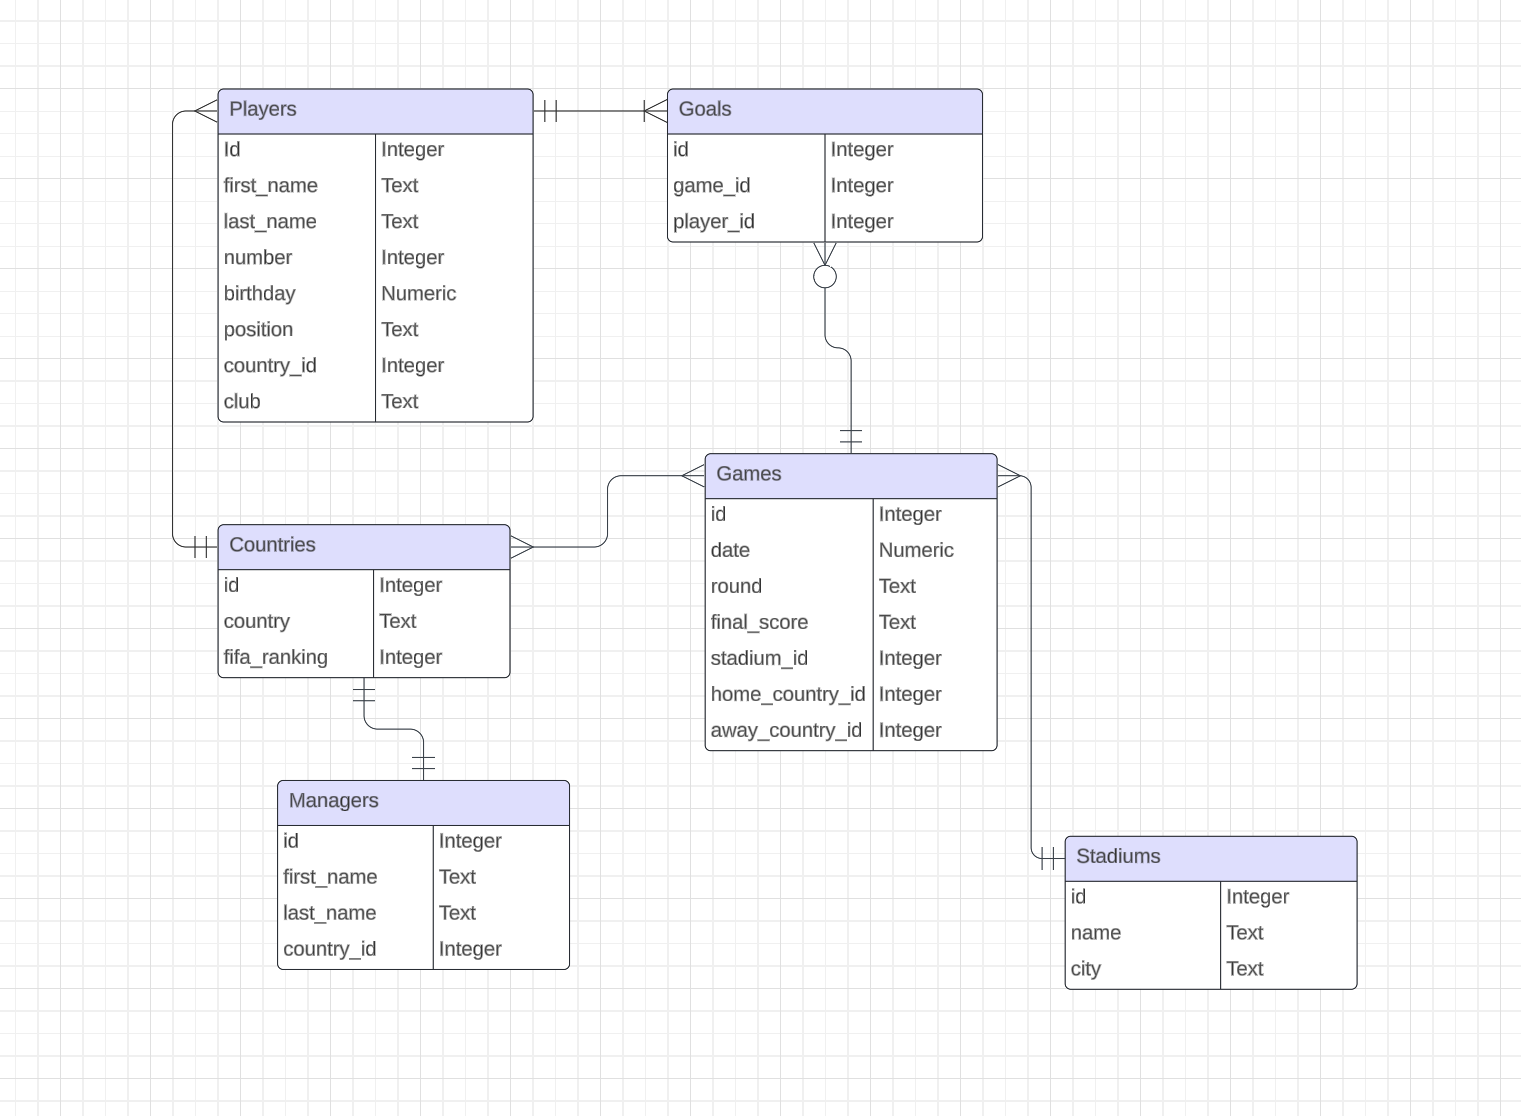 Players
Id Integer
first_name Text
last_name Text
number Integer
birthday Numeric
position Text
country_id Integer
club Text
Goals
id Integer
game_id Integer
player_id Integer
Countries
id Integer
country Text
fifa_ranking Integer
Games
id Integer
date Numeric
round Text
final_score Text
stadium_id Integer
home_country_id Integer
away_country_id Integer
Managers
id Integer
first_name Text
last_name Text
country_id Integer
Stadiums
id Integer
name Text
city Text